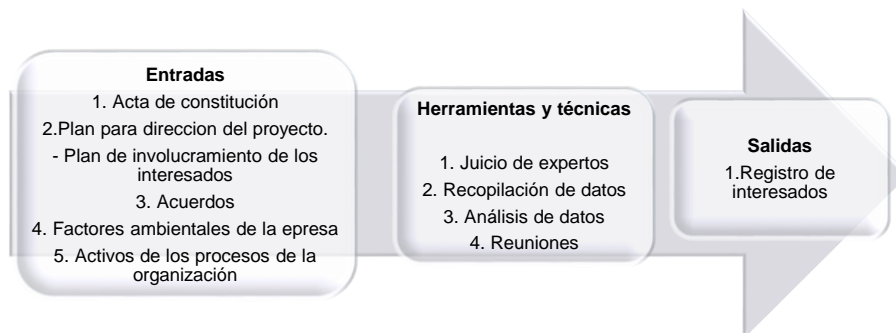 Entradas
1. Acta de constitución
2.Plan para direccion del proyecto.
- Plan de involucramiento de los
interesados
3. Acuerdos
4. Factores ambientales de la epresa
5. Activos de los procesos de la
organización
Herramientas y técnicas
1. Juicio de expertos
2. Recopilación de datos
3. Análisis de datos
4. Reuniones
Salidas
1.Registro de
interesados